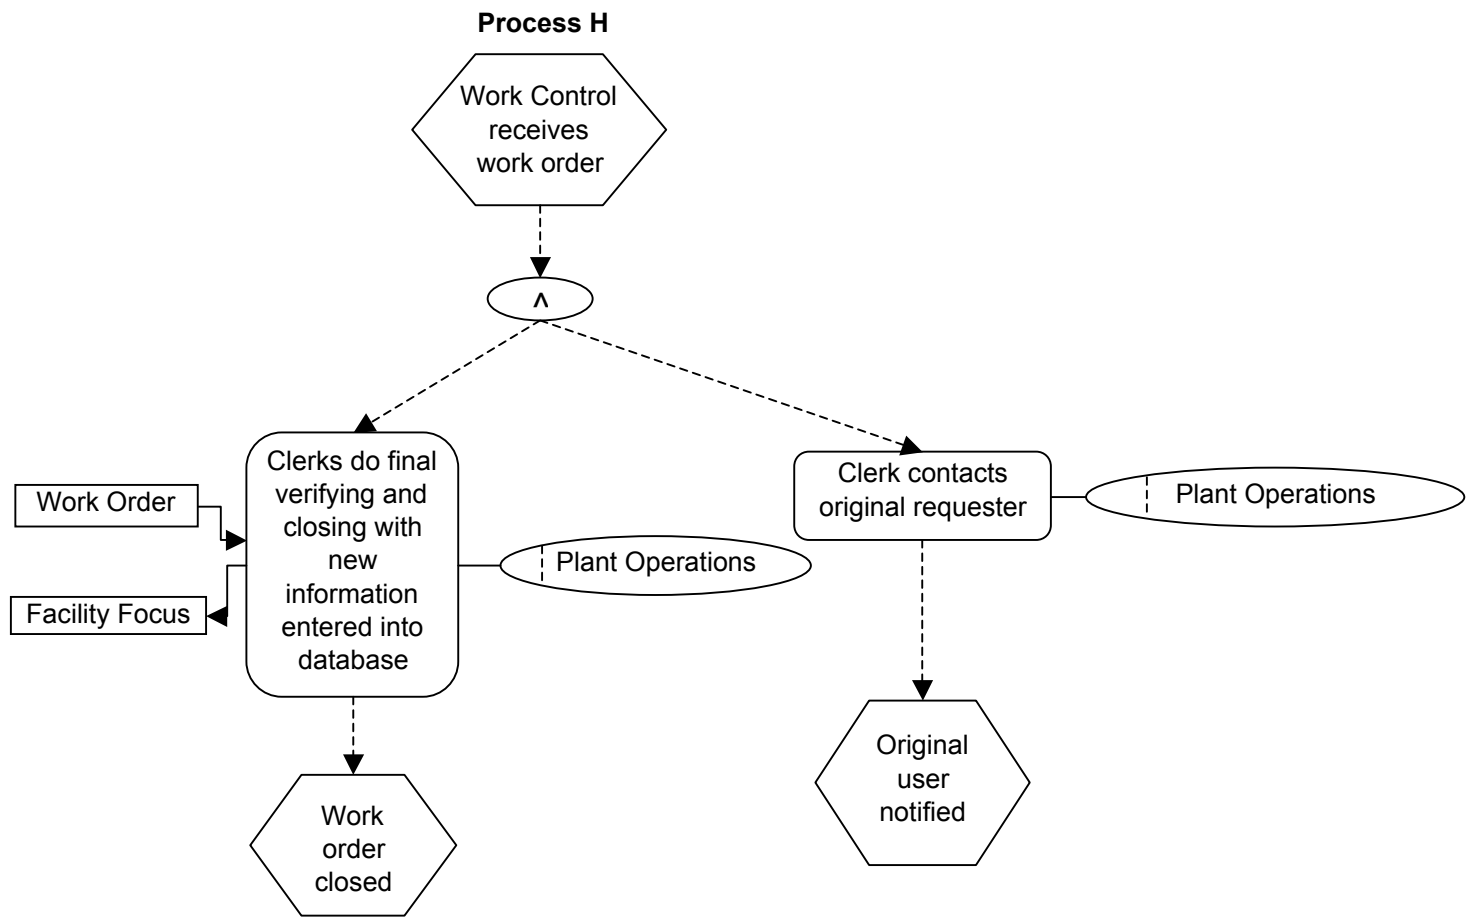 Process H
Work Control
receives
work order
∧
Clerks do final
verifying and
closing with
new
information
entered into
database
Work Order
Facility Focus
Plant Operations
Clerk contacts
original requester
Plant Operations
Work
order
closed
Original
user
notified